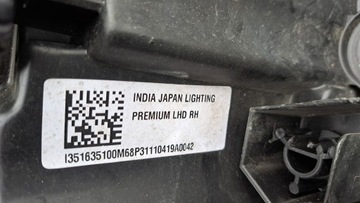 INDIA JAPAN LIGHTING
PREMIUM LHD RH
I351635100M68P31110419A0042